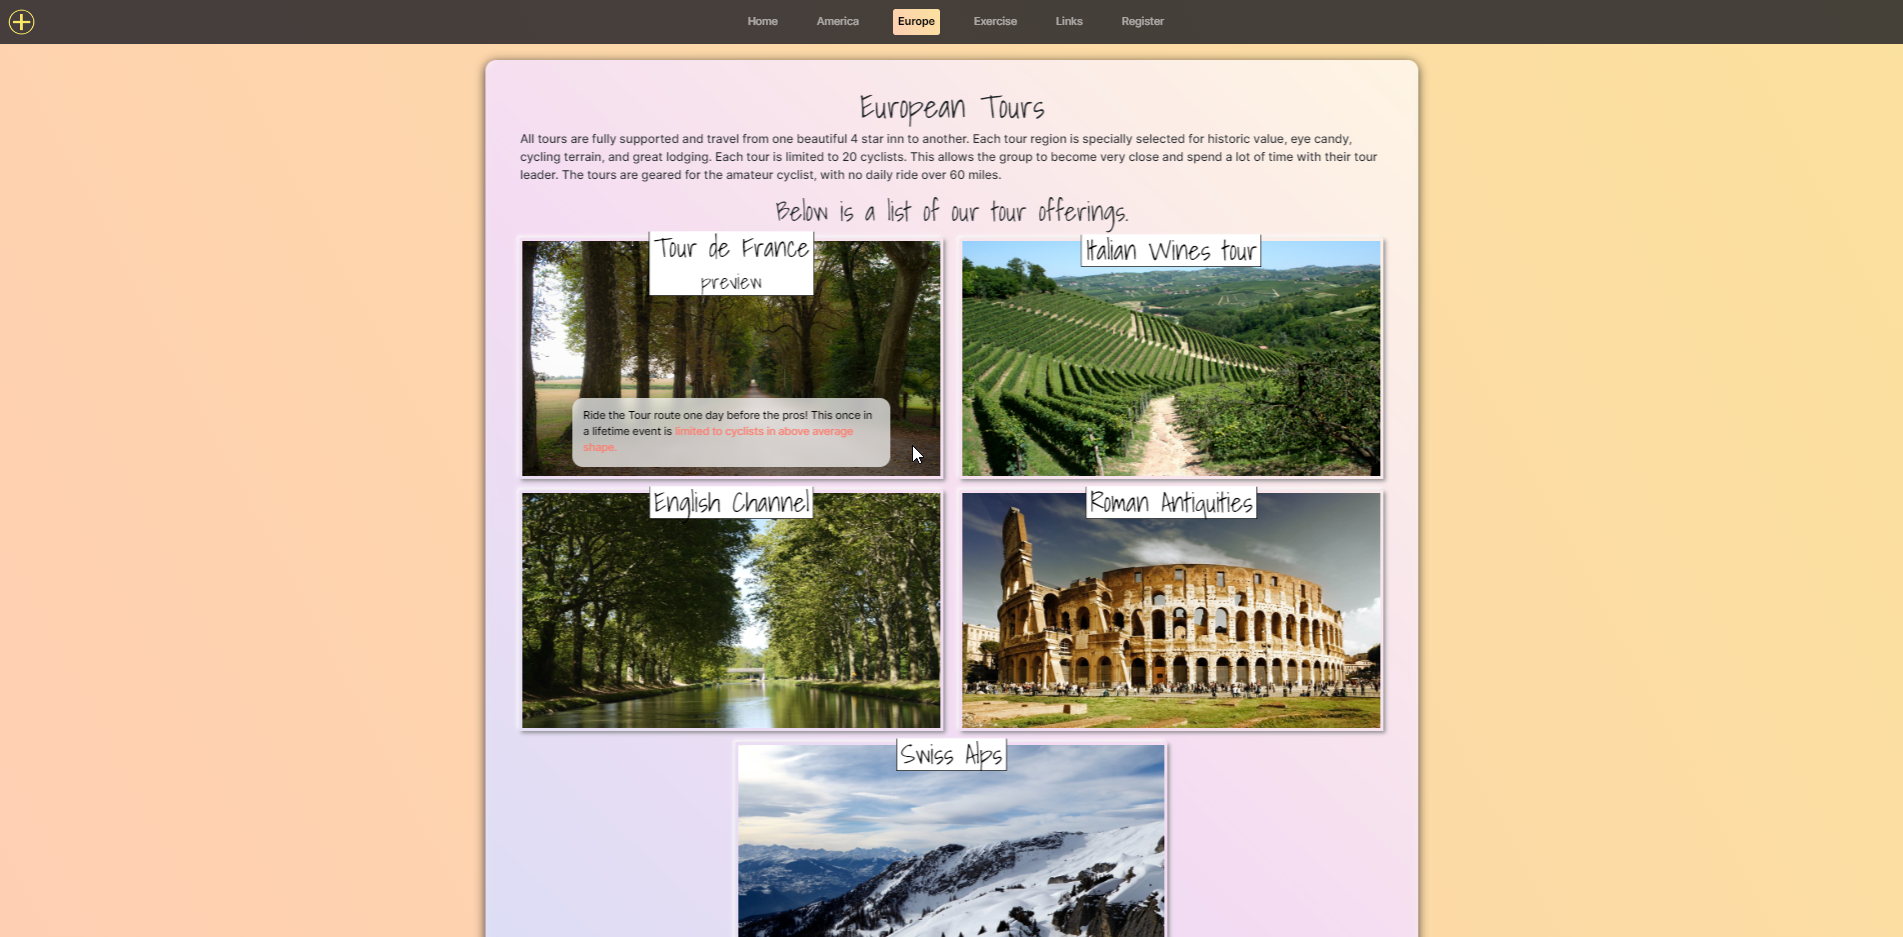 Home America Europe Exercise Links Register
European Tours
All tours are fully supported and travel from one beautiful 4 star inn to another. Each tour region is specially selected for historic value, eye candy,
cycling terrain, and great lodging. Each tour is limited to 20 cyclists. This allows the group to become very close and spend a lot of time with their tour
leader. The tours are geared for the amateur cyclist, with no daily ride over 60 miles.
Below is a list of our tour offerings.
Tour de France
preview
Ride the Tour route one day before the pros! This once in
a lifetime event is limited to cyclists in above average
shape.
Italian Wines tour
English Channel
Roman Antiquities
Swiss Alps